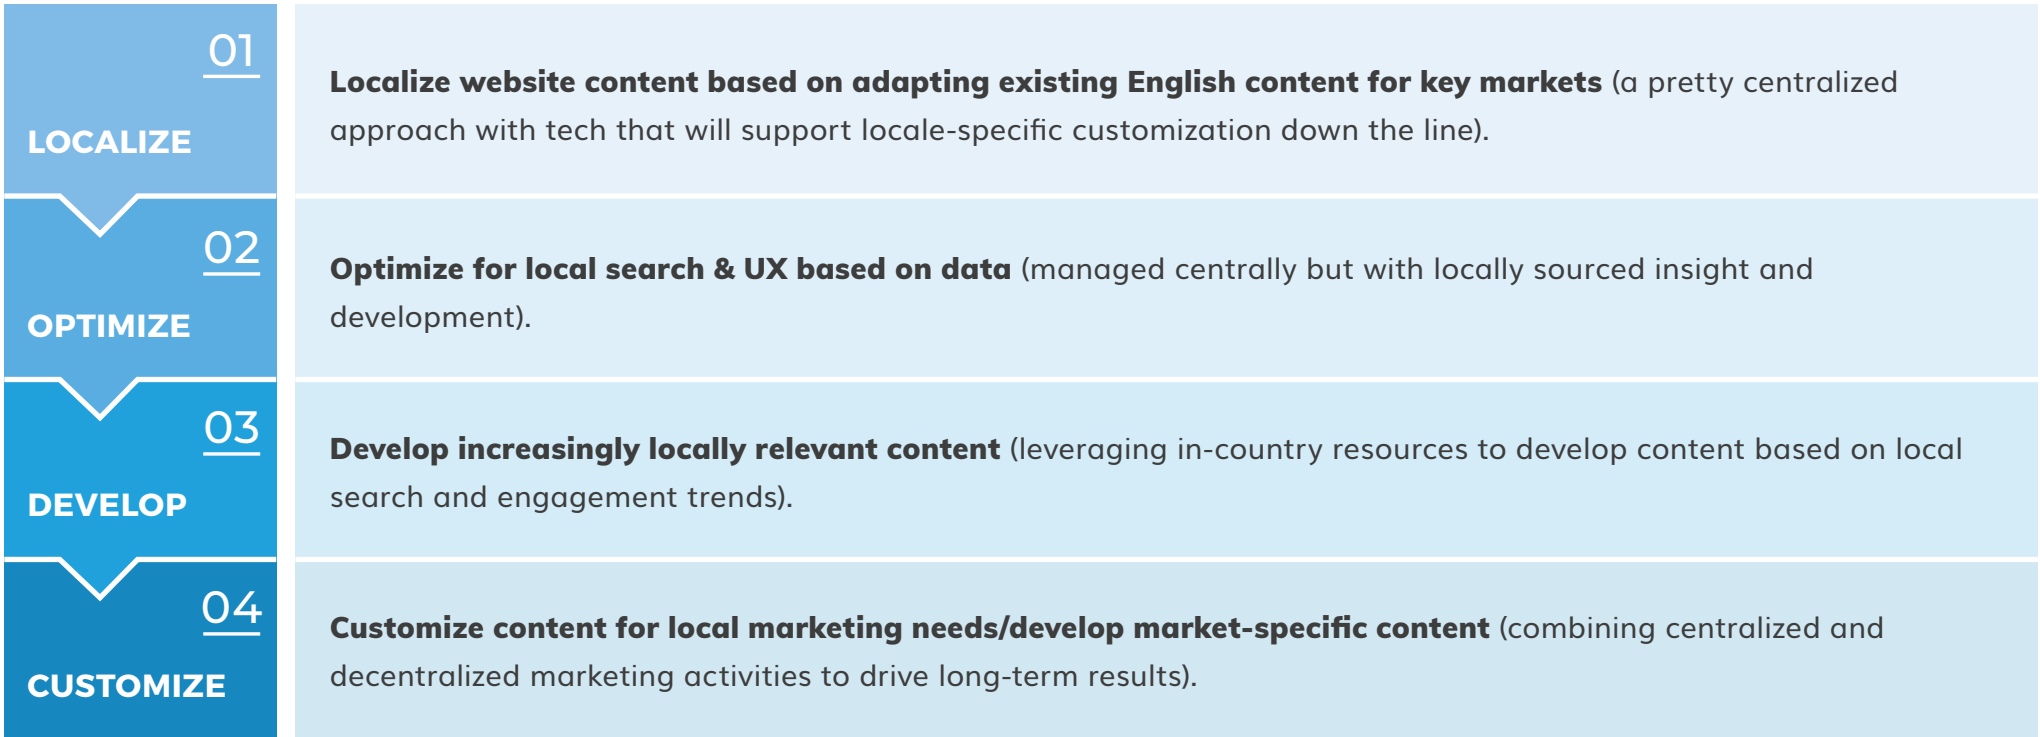 01
LOCALIZE
Localize website content based on adapting existing English content for key markets (a pretty centralized
approach with tech that will support locale-specific customization down the line).
02
OPTIMIZE
Optimize for local search & UX based on data (managed centrally but with locally sourced insight and
development).
03
DEVELOP
Develop increasingly locally relevant content (leveraging in-country resources to develop content based on local
search and engagement trends).
04
CUSTOMIZE
Customize content for local marketing needs/develop market-specific content (combining centralized and
decentralized marketing activities to drive long-term results).